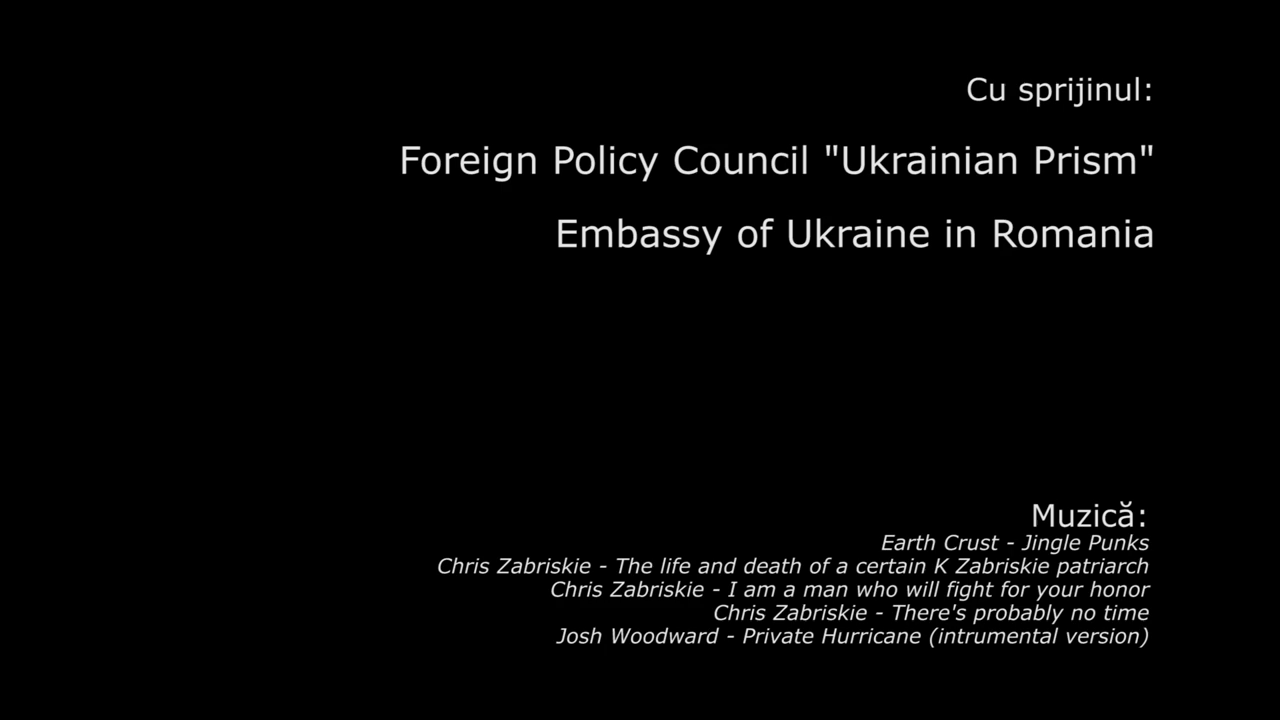 Cu sprijinul:
Foreign Policy Council "Ukrainian Prism"
Embassy of Ukraine in Romania
Muzică:
Earth Crust - Jingle Punks
Chris Zabriskie - The life and death of a certain K Zabriskie patriarch
Chris Zabriskie - I am a man who will fight for your honor
Chris Zabriskie - There's probably no time
Josh Woodward - Private Hurricane (intrumental version)